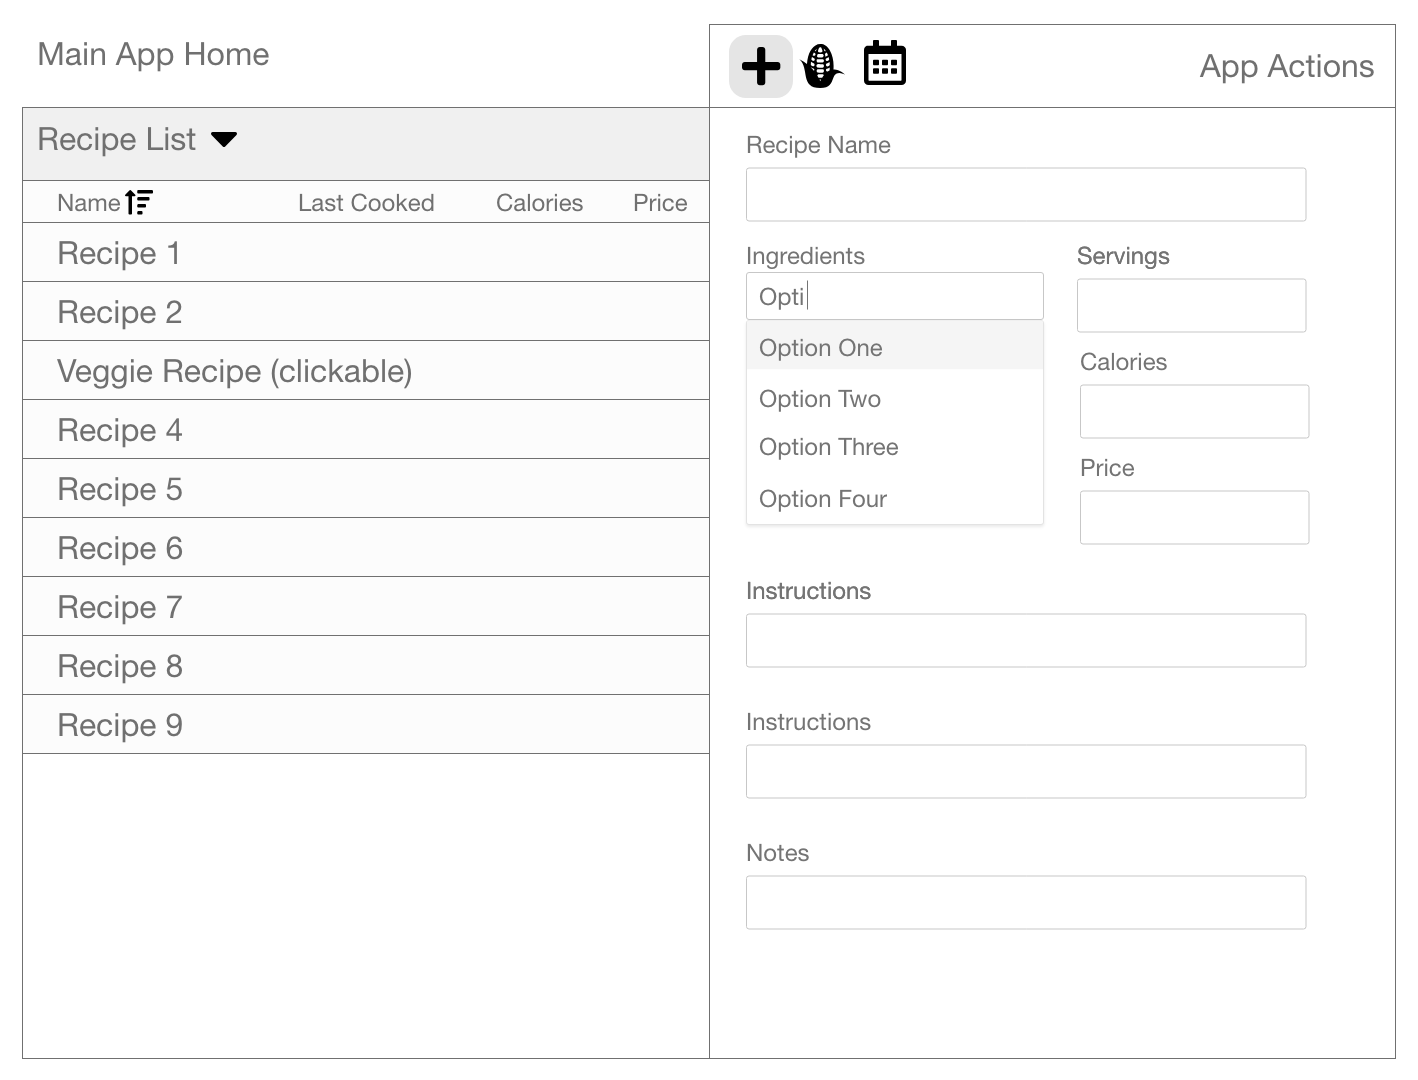 Main App Home
App Actions
Recipe List
Name Last Cooked Calories Price
Recipe 1
Recipe 2
Veggie Recipe (clickable)
Recipe 4
Recipe 5
Recipe 6
Recipe 7
Recipe 8
Recipe 9
Recipe Name
Ingredients
Opti
Option One
Option Two
Option Three
Option Four
Servings
Calories
Price
Instructions
Instructions
Notes